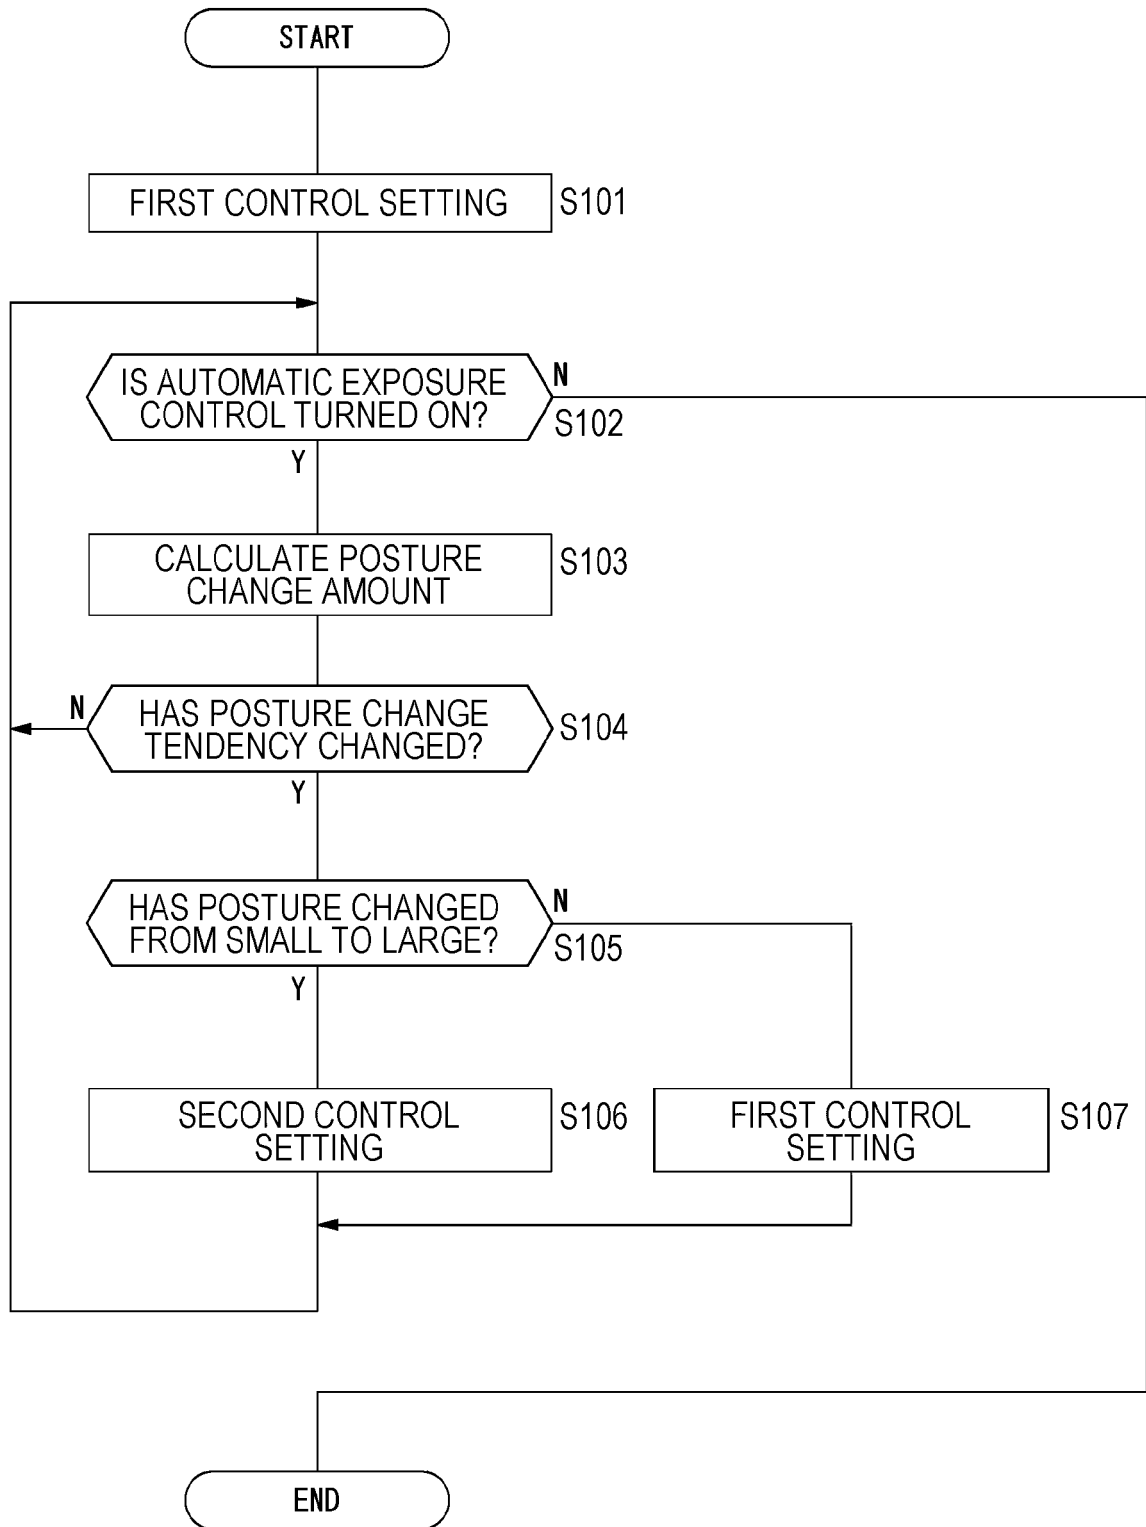 START
FIRST CONTROL SETTING
S101
IS AUTOMATIC EXPOSURE
CONTROL TURNED ON?
N
S102
Y
CALCULATE POSTURE
CHANGE AMOUNT
S103
N
HAS POSTURE CHANGE
TENDENCY CHANGED?
S104
Y
HAS POSTURE CHANGED
FROM SMALL TO LARGE?
N
S105
Y
SECOND CONTROL
SETTING
S106
FIRST CONTROL
SETTING
S107
END